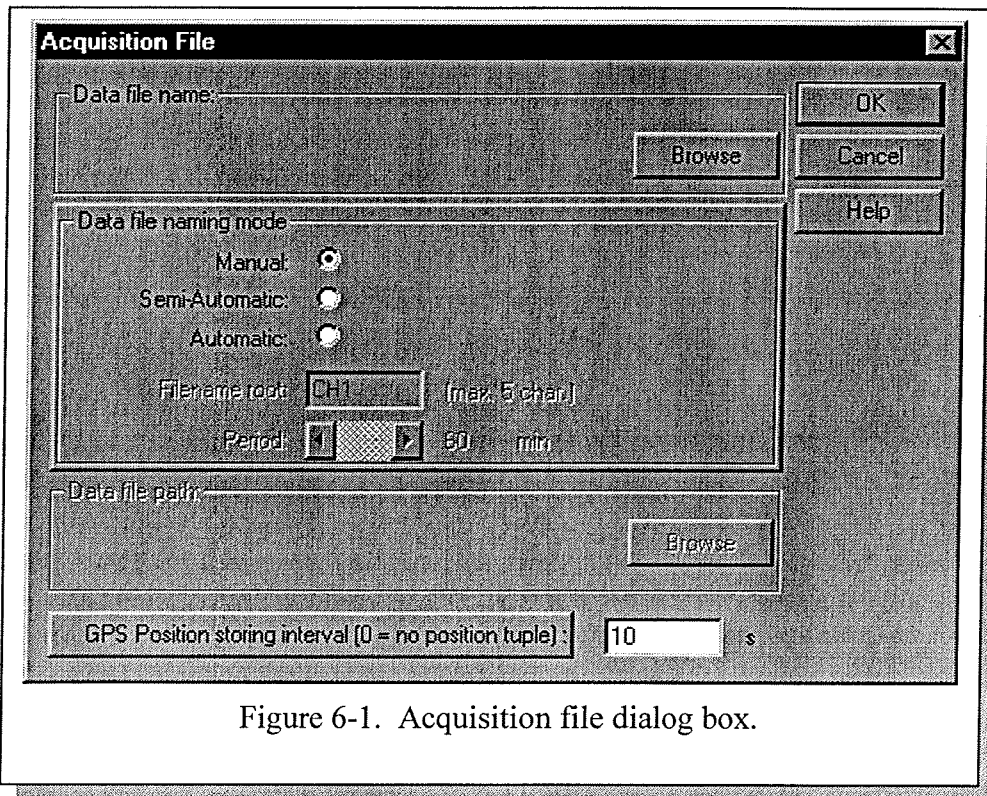 Acquisition File
Data file name:
OK
Browse
Cancel
Help
Data file naming mode
Manual:
Semi-Automatic:
Automatic:
Filename root: CH1 (max. 5 char.)
Period: 60 min
Data file path:
Browse
GPS Position storing interval (0 = no position tuple) : 10 s
Figure 6-1. Acquisition file dialog box.